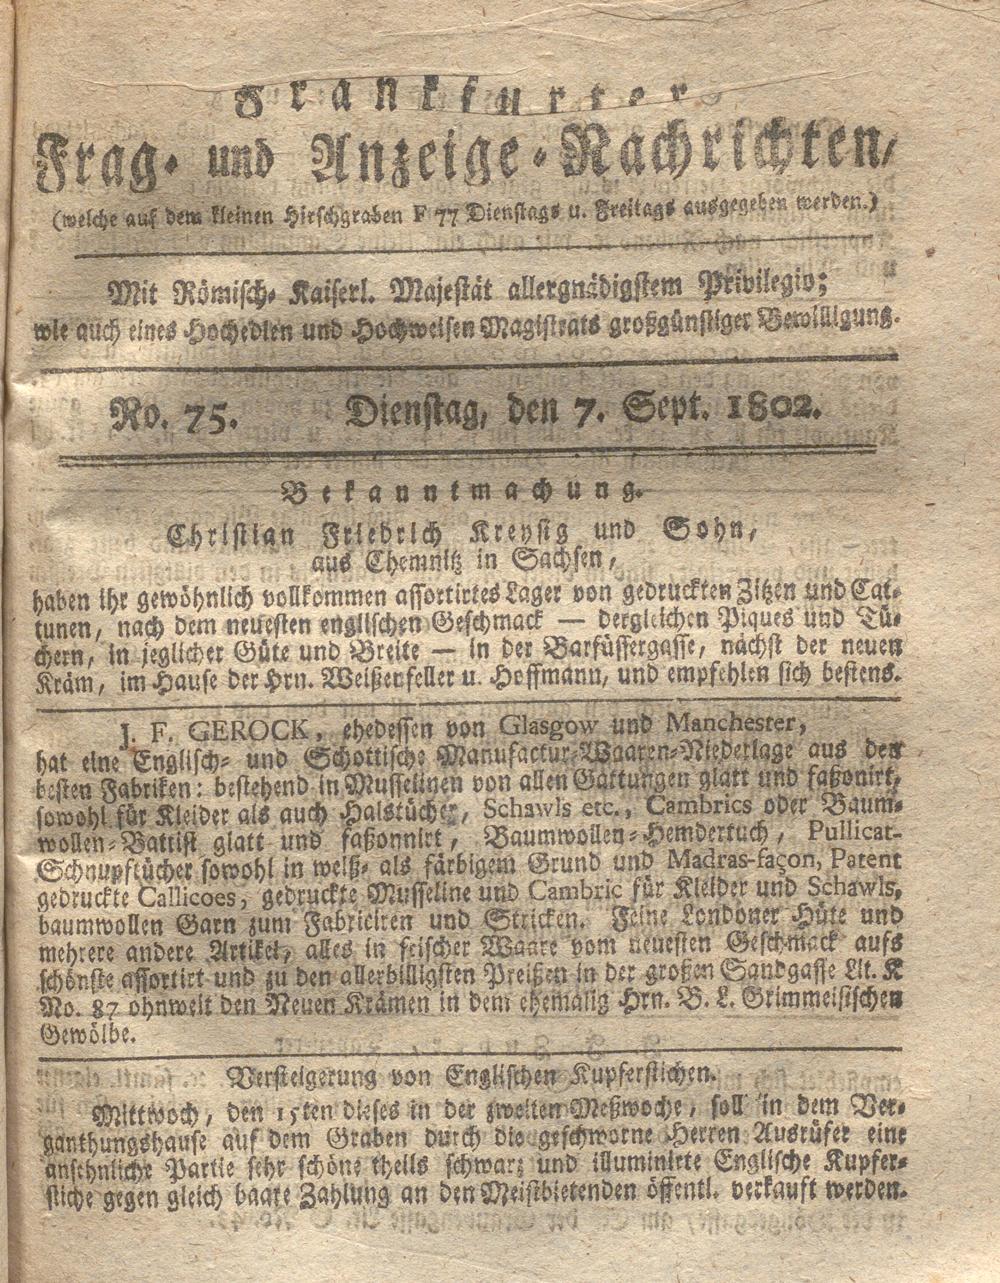 Frankfurter
Frag- und Anzeige-Nachrichten,
(welche auf dem kleinen Hirschgraben F 77 Dienstags u. Freitags ausgegeben werden.)
Mit Römisch- Kaiserl. Majestät allergnädigstem Privilegio;
wie auch eines Hochedlen und Hochweisen Magistrats großgünstiger Bewilligung.
No. 75. Dienstag, den 7. Sept. 1802.
Bekanntmachung.
Christian Friedrich Kreysig und Sohn,
aus Chemnitz in Sachsen,
haben ihr gewöhnlich vollkommen assortirtes Lager von gedruckten Zitzen und Cat-
tunen, nach dem neuesten englischen Geschmack — dergleichen Piques und Tü-
chern, in jeglicher Güte und Breite — in der Barfüssergasse, nächst der neuen
Kräm, im Hause der Hrn. Weißenfeller u. Hoffmann, und empfehlen sich bestens.
J. F. GEROCK, ehedessen von Glasgow und Manchester,
hat eine Englisch- und Schottische Manufactur-Waaren-Niederlage aus den
besten Fabriken: bestehend in Musselinen von allen Gattungen glatt und faßonirt,
sowohl für Kleider als auch Halstücher, Schawls etc., Cambrics oder Baum-
wollen-Battist glatt und faßonnirt, Baumwollen-Hemdertuch, Pullicat-
Schnupftücher sowohl in weiß- als färbigem Grund und Madras-façon, Patent
gedruckte Callicoes, gedruckte Musseline und Cambric für Kleider und Schawls,
baumwollen Garn zum Fabriciren und Stricken. Feine Londoner Hüte und
mehrere andere Artikel, alles in frischer Waare vom neuesten Geschmack aufs
schönste assortirt und zu den allerbilligsten Preißen in der großen Sandgasse Lit. K
No. 87 ohnweit den Neuen Krämen in dem ehemalig Hrn. B. L. Grimmeisischen
Gewölbe.
Versteigerung von Englischen Kupferstichen.
Mittwoch, den 15ten dieses in der zweiten Meßwoche, soll in dem Ver-
ganthungshause auf dem Graben durch die geschworne Herren Ausrüfer eine
ansehnliche Partie sehr schöne theils schwarz und illuminirte Englische Kupfer-
stiche gegen gleich baare Zahlung an den Meistbietenden öffentl. verkauft werden.